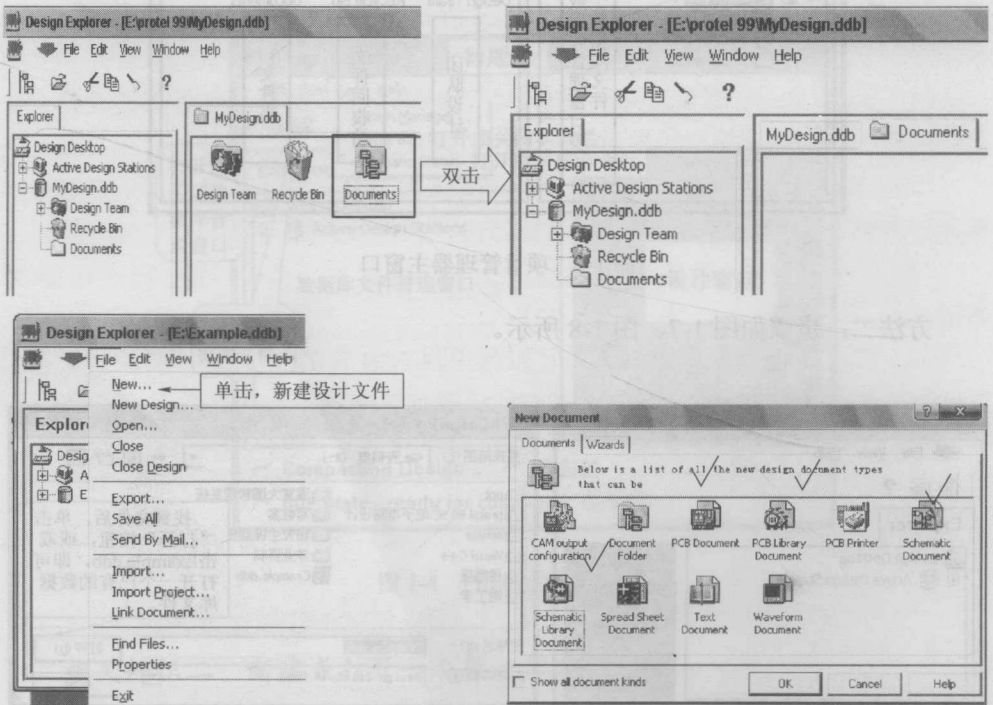 Design Explorer - [E:\protel 99\MyDesign.ddb]
File Edit View Window Help
?
Explorer
Design Desktop
Active Design Stations
MyDesign.ddb
Design Team
Recycle Bin
Documents
MyDesign.ddb
Design Team
Recycle Bin
Documents
双击
Design Explorer - [E:\protel 99\MyDesign.ddb]
File Edit View Window Help
?
Explorer
Design Desktop
Active Design Stations
MyDesign.ddb
Design Team
Recycle Bin
Documents
MyDesign.ddb
Documents
Design Explorer - [E:\Example.ddb]
File Edit View Window Help
Explor
Desig
A
E
New...
New Design...
Open...
Close
Close Design
Export...
Save All
Send By Mail...
Import...
Import Project...
Link Document...
Find Files...
Properties
Exit
单击，新建设计文件
New Document
Documents
Wizards
Below is a list of all the new design document types
that can be
CAM output
configuration
Document
Folder
PCB Document
PCB Library
Document
PCB Printer
Schematic
Document
Schematic
Library
Document
Spread Sheet
Document
Text
Document
Waveform
Document
Show all document kinds
OK
Cancel
Help